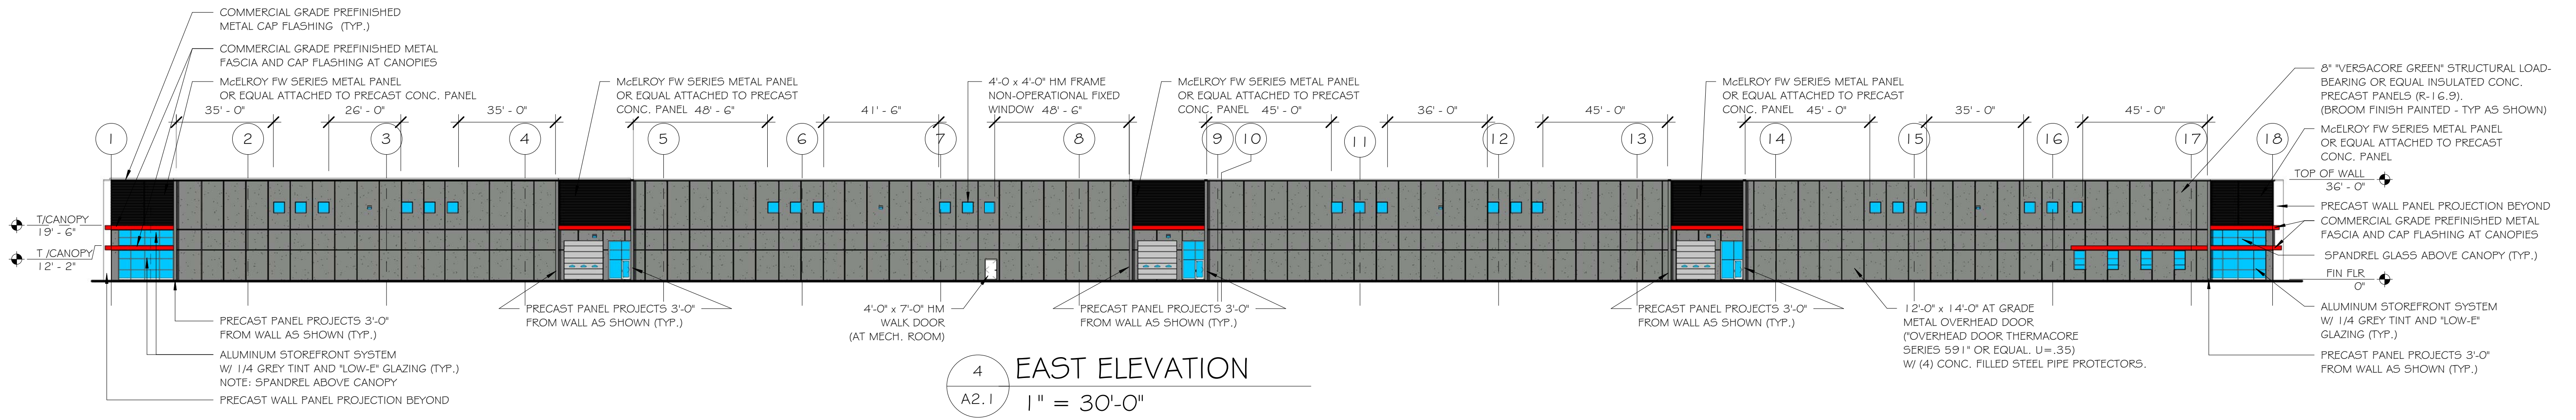 COMMERCIAL GRADE PREFINISHED
METAL CAP FLASHING (TYP.)
COMMERCIAL GRADE PREFINISHED METAL
FASCIA AND CAP FLASHING AT CANOPIES
McELROY FW SERIES METAL PANEL
OR EQUAL ATTACHED TO PRECAST CONC. PANEL
35' - 0"
26' - 0"
35' - 0"
McELROY FW SERIES METAL PANEL
OR EQUAL ATTACHED TO PRECAST
CONC. PANEL
48' - 6"
41' - 6"
4'-0 x 4'-0" HM FRAME
NON-OPERATIONAL FIXED
WINDOW
48' - 6"
McELROY FW SERIES METAL PANEL
OR EQUAL ATTACHED TO PRECAST
CONC. PANEL
45' - 0"
36' - 0"
45' - 0"
McELROY FW SERIES METAL PANEL
OR EQUAL ATTACHED TO PRECAST
CONC. PANEL
45' - 0"
35' - 0"
45' - 0"
8" "VERSACORE GREEN" STRUCTURAL LOAD-
BEARING OR EQUAL INSULATED CONC.
PRECAST PANELS (R-16.9).
(BROOM FINISH PAINTED - TYP AS SHOWN)
McELROY FW SERIES METAL PANEL
OR EQUAL ATTACHED TO PRECAST
CONC. PANEL
1
2
3
4
5
6
7
8
9
10
11
12
13
14
15
16
17
18
TOP OF WALL
36' - 0"
PRECAST WALL PANEL PROJECTION BEYOND
COMMERCIAL GRADE PREFINISHED METAL
FASCIA AND CAP FLASHING AT CANOPIES
SPANDREL GLASS ABOVE CANOPY (TYP.)
FIN FLR
0"
ALUMINUM STOREFRONT SYSTEM
W/ 1/4 GREY TINT AND "LOW-E"
GLAZING (TYP.)
PRECAST PANEL PROJECTS 3'-0"
FROM WALL AS SHOWN (TYP.)
T/CANOPY
19' - 6"
T /CANOPY
12' - 2"
PRECAST PANEL PROJECTS 3'-0"
FROM WALL AS SHOWN (TYP.)
ALUMINUM STOREFRONT SYSTEM
W/ 1/4 GREY TINT AND "LOW-E" GLAZING (TYP.)
NOTE: SPANDREL ABOVE CANOPY
PRECAST WALL PANEL PROJECTION BEYOND
PRECAST PANEL PROJECTS 3'-0"
FROM WALL AS SHOWN (TYP.)
4'-0" x 7'-0" HM
WALK DOOR
(AT MECH. ROOM)
PRECAST PANEL PROJECTS 3'-0"
FROM WALL AS SHOWN (TYP.)
PRECAST PANEL PROJECTS 3'-0"
FROM WALL AS SHOWN (TYP.)
12'-0" x 14'-0" AT GRADE
METAL OVERHEAD DOOR
("OVERHEAD DOOR THERMACORE
SERIES 591" OR EQUAL. U=.35)
W/ (4) CONC. FILLED STEEL PIPE PROTECTORS.
4
A2.1
EAST ELEVATION
1" = 30'-0"